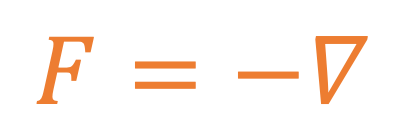 F = −∇